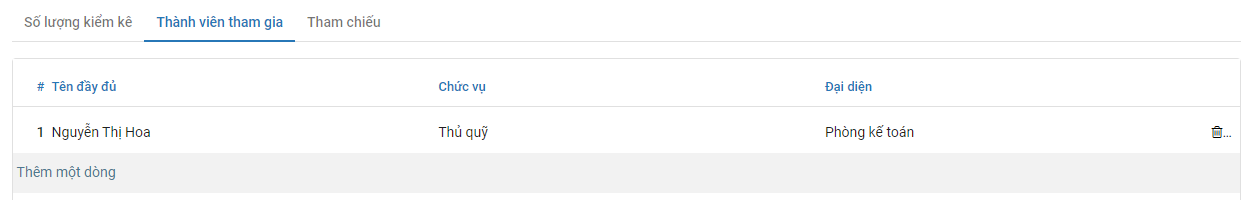 Số lượng kiểm kê Thành viên tham gia Tham chiếu
# Tên đầy đủ Chức vụ Đại diện
1 Nguyễn Thị Hoa Thủ quỹ Phòng kế toán ...
Thêm một dòng